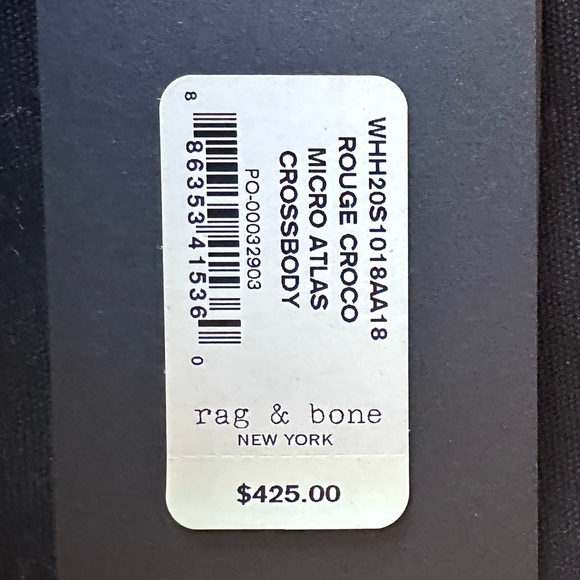 WHH20S1018AA18
ROUGE CROCO
MICRO ATLAS
CROSSBODY
PO-00032903
8 86353 41536 0
rag & bone
NEW YORK
$425.00